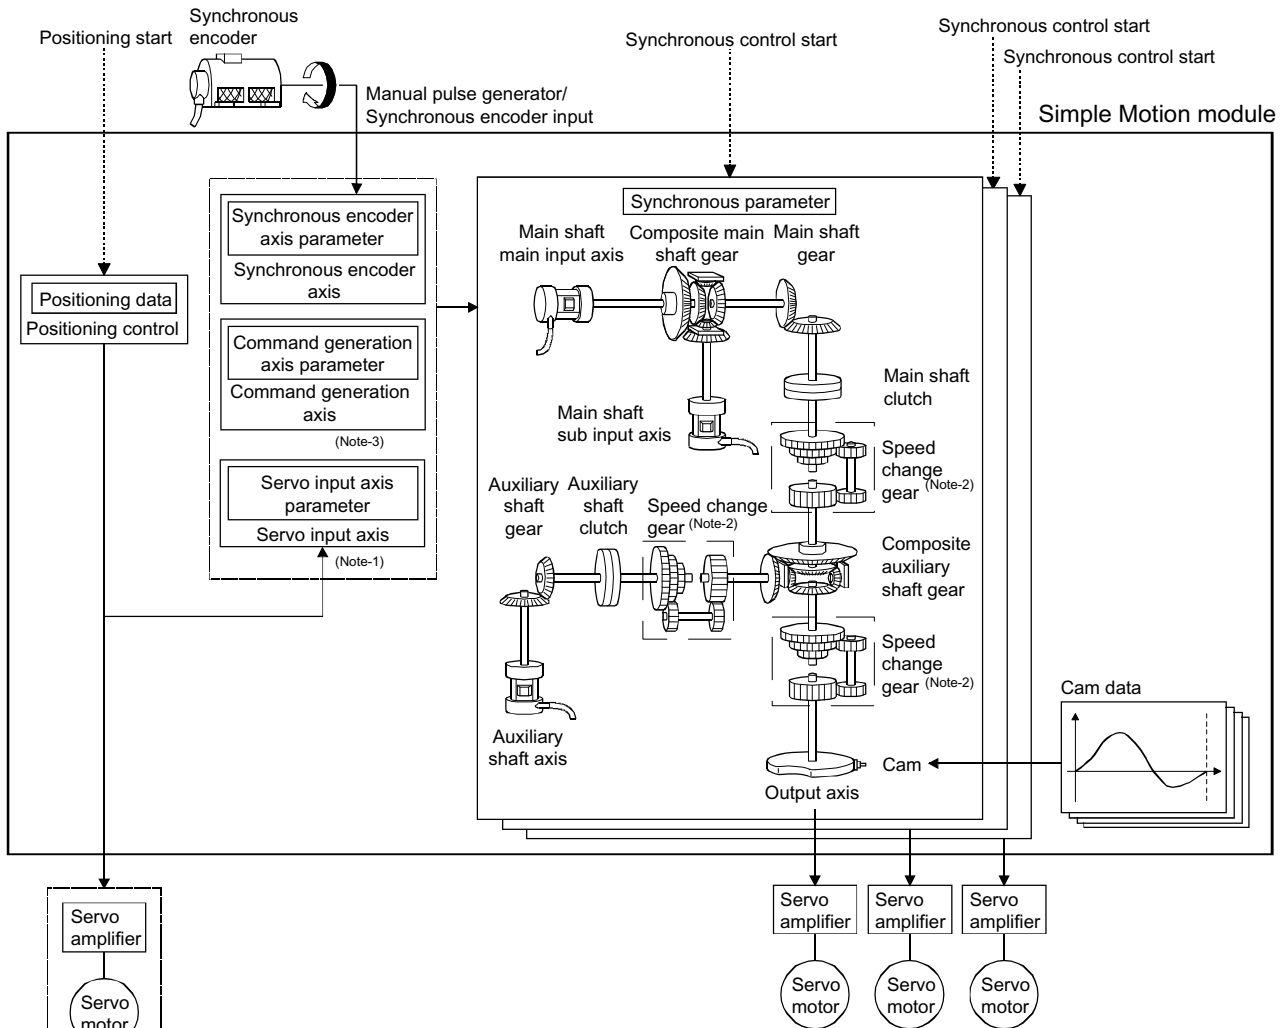 Positioning start
Synchronous
encoder
Synchronous control start
Synchronous control start
Synchronous control start
Manual pulse generator/
Synchronous encoder input
Simple Motion module
Synchronous encoder
axis parameter
Synchronous encoder
axis
Positioning data
Positioning control
Command generation
axis parameter
Command generation
axis
(Note-3)
Servo input axis
parameter
Servo input axis
(Note-1)
Synchronous parameter
Main shaft
main input axis
Composite main
shaft gear
Main shaft
gear
Main shaft
clutch
Main shaft
sub input axis
Speed
change
gear (Note-2)
Auxiliary
shaft
gear
Auxiliary
shaft
clutch
Speed change
gear (Note-2)
Composite
auxiliary
shaft gear
Speed
change
gear (Note-2)
Auxiliary
shaft axis
Cam
Output axis
Cam data
Servo
amplifier
Servo
motor
Servo
amplifier
Servo
motor
Servo
amplifier
Servo
motor
Servo
amplifier
Servo
motor